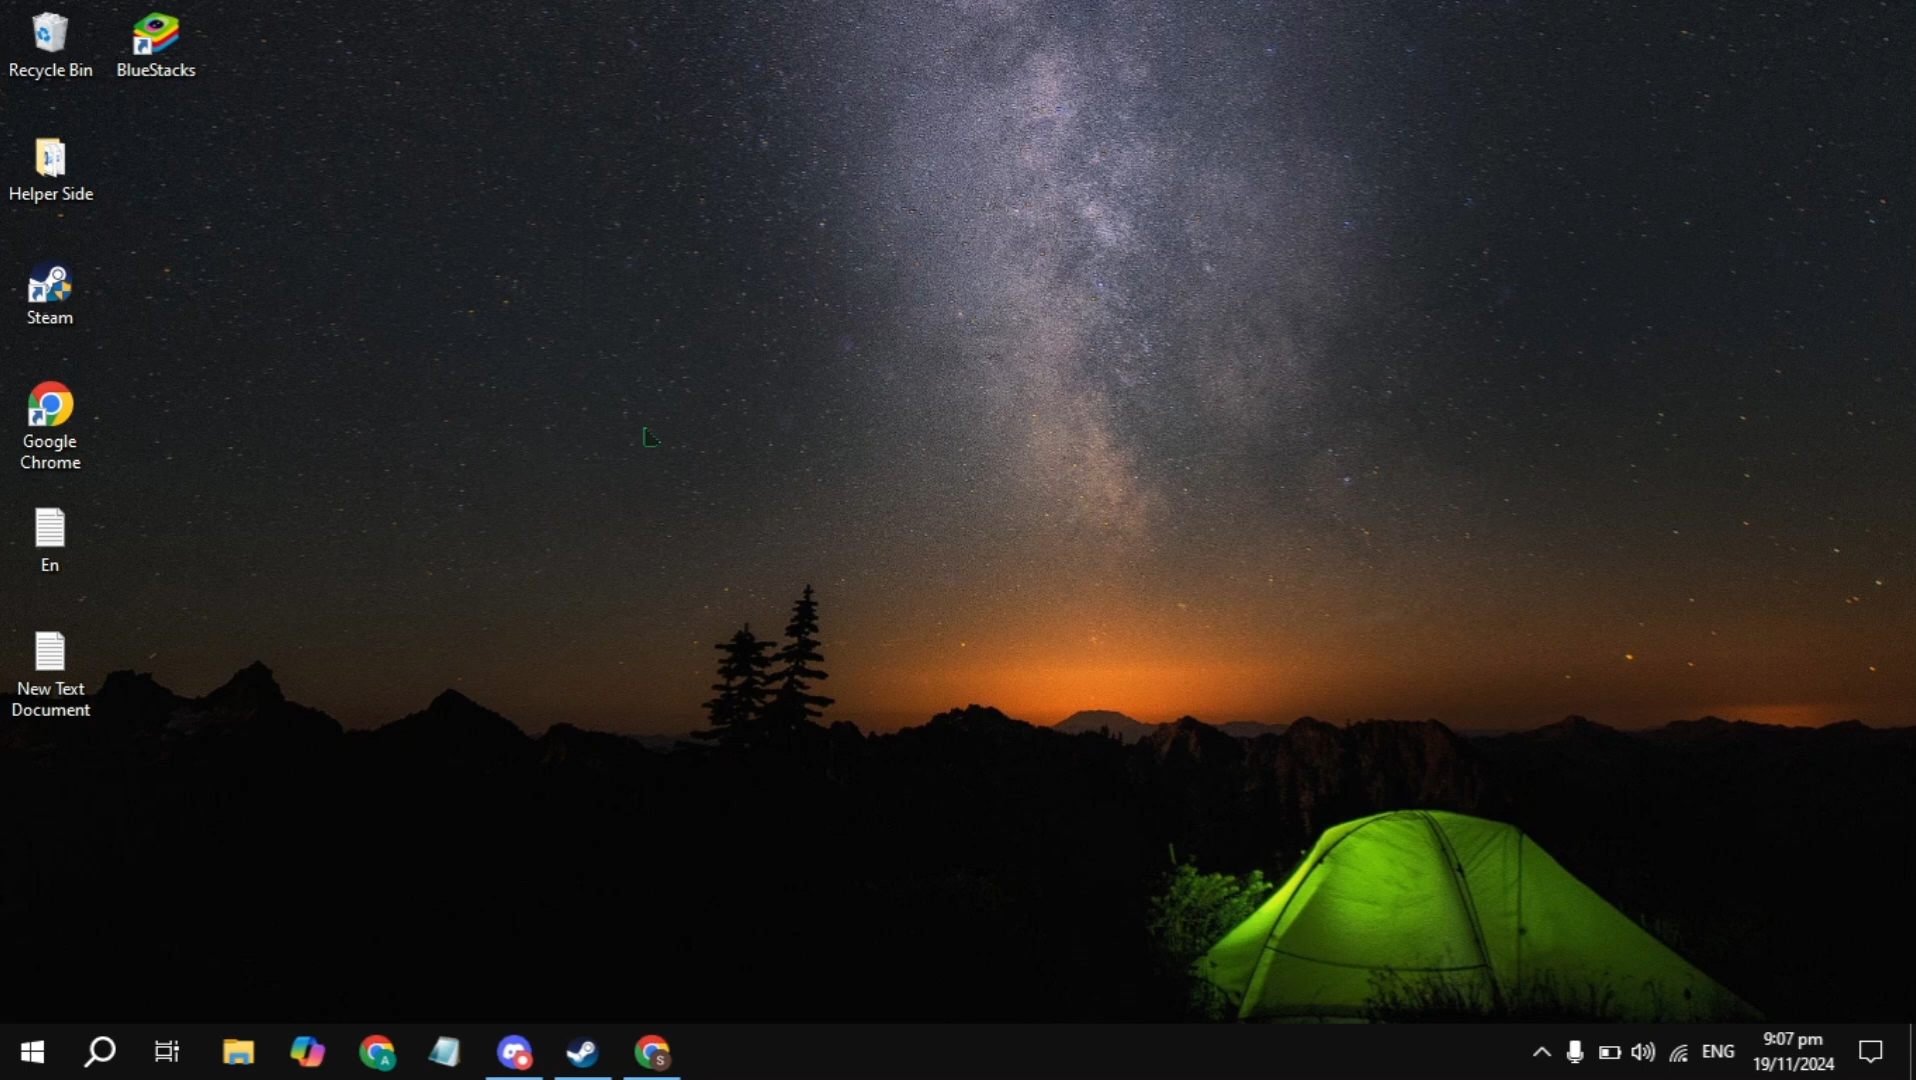 Recycle Bin
BlueStacks
Helper Side
Steam
Google
Chrome
En
New Text
Document
A
S
ENG
9:07 pm
19/11/2024